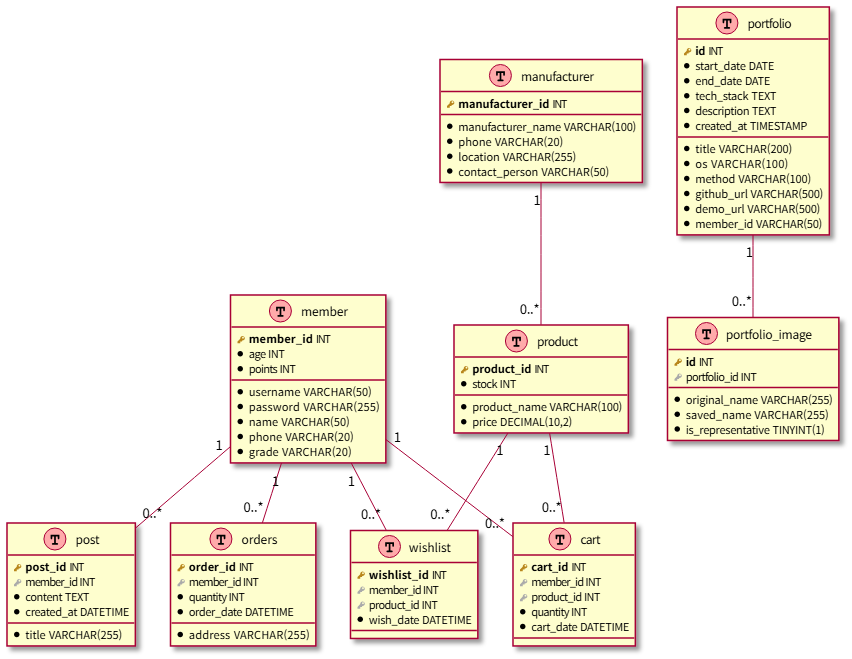 T portfolio
id INT
start_date DATE
end_date DATE
tech_stack TEXT
description TEXT
created_at TIMESTAMP
title VARCHAR(200)
os VARCHAR(100)
method VARCHAR(100)
github_url VARCHAR(500)
demo_url VARCHAR(500)
member_id VARCHAR(50)
T manufacturer
manufacturer_id INT
manufacturer_name VARCHAR(100)
phone VARCHAR(20)
location VARCHAR(255)
contact_person VARCHAR(50)
1
0..*
1
0..*
T member
member_id INT
age INT
points INT
username VARCHAR(50)
password VARCHAR(255)
name VARCHAR(50)
phone VARCHAR(20)
grade VARCHAR(20)
T product
product_id INT
stock INT
product_name VARCHAR(100)
price DECIMAL(10,2)
T portfolio_image
id INT
portfolio_id INT
original_name VARCHAR(255)
saved_name VARCHAR(255)
is_representative TINYINT(1)
1
1
1
1
1
1
0..*
0..*
0..*
0..*
0..*
0..*
T post
post_id INT
member_id INT
content TEXT
created_at DATETIME
title VARCHAR(255)
T orders
order_id INT
member_id INT
quantity INT
order_date DATETIME
address VARCHAR(255)
T wishlist
wishlist_id INT
member_id INT
product_id INT
wish_date DATETIME
T cart
cart_id INT
member_id INT
product_id INT
quantity INT
cart_date DATETIME